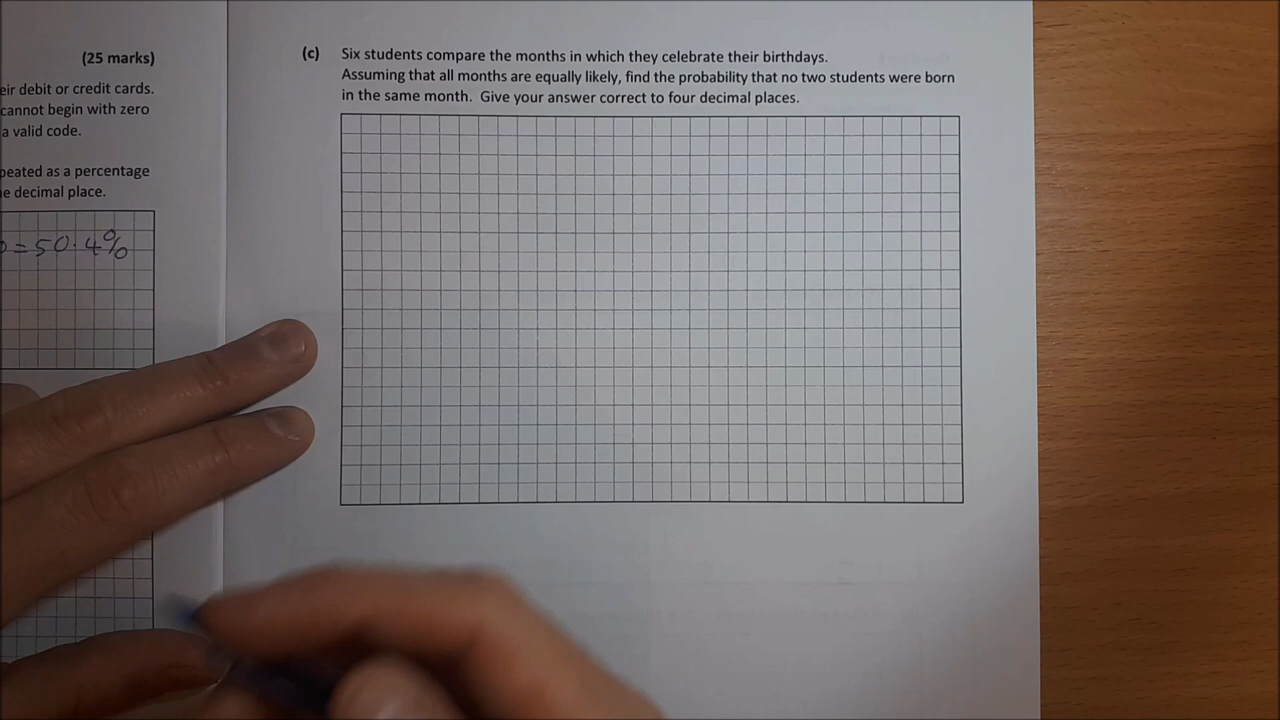 (25 marks)
eir debit or credit cards.
cannot begin with zero
a valid code.
peated as a percentage
e decimal place.
= 50.4%
(c) Six students compare the months in which they celebrate their birthdays.
Assuming that all months are equally likely, find the probability that no two students were born
in the same month. Give your answer correct to four decimal places.